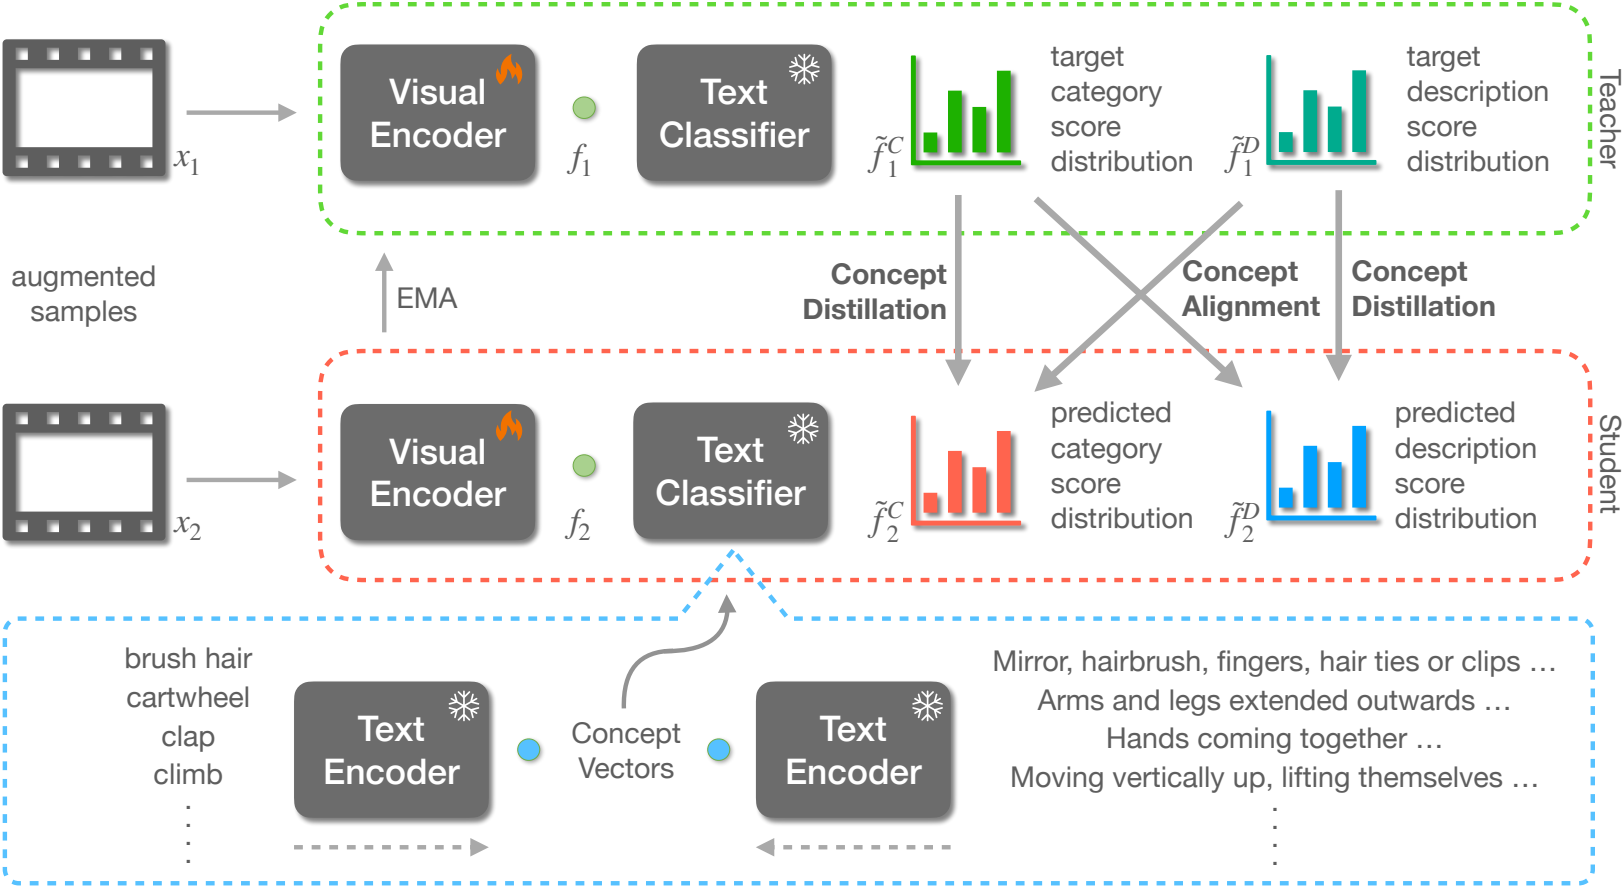 Visual
Encoder
Text
Classifier
target
category
score
distribution
target
description
score
distribution
Teacher
x₁
f₁
f̃₁ᶜ
f̃₁ᴰ
augmented
samples
EMA
Concept
Distillation
Concept
Alignment
Concept
Distillation
Visual
Encoder
Text
Classifier
predicted
category
score
distribution
predicted
description
score
distribution
Student
x₂
f₂
f̃₂ᶜ
f̃₂ᴰ
brush hair
cartwheel
clap
climb
Text
Encoder
Concept
Vectors
Text
Encoder
Mirror, hairbrush, fingers, hair ties or clips …
Arms and legs extended outwards …
Hands coming together …
Moving vertically up, lifting themselves …